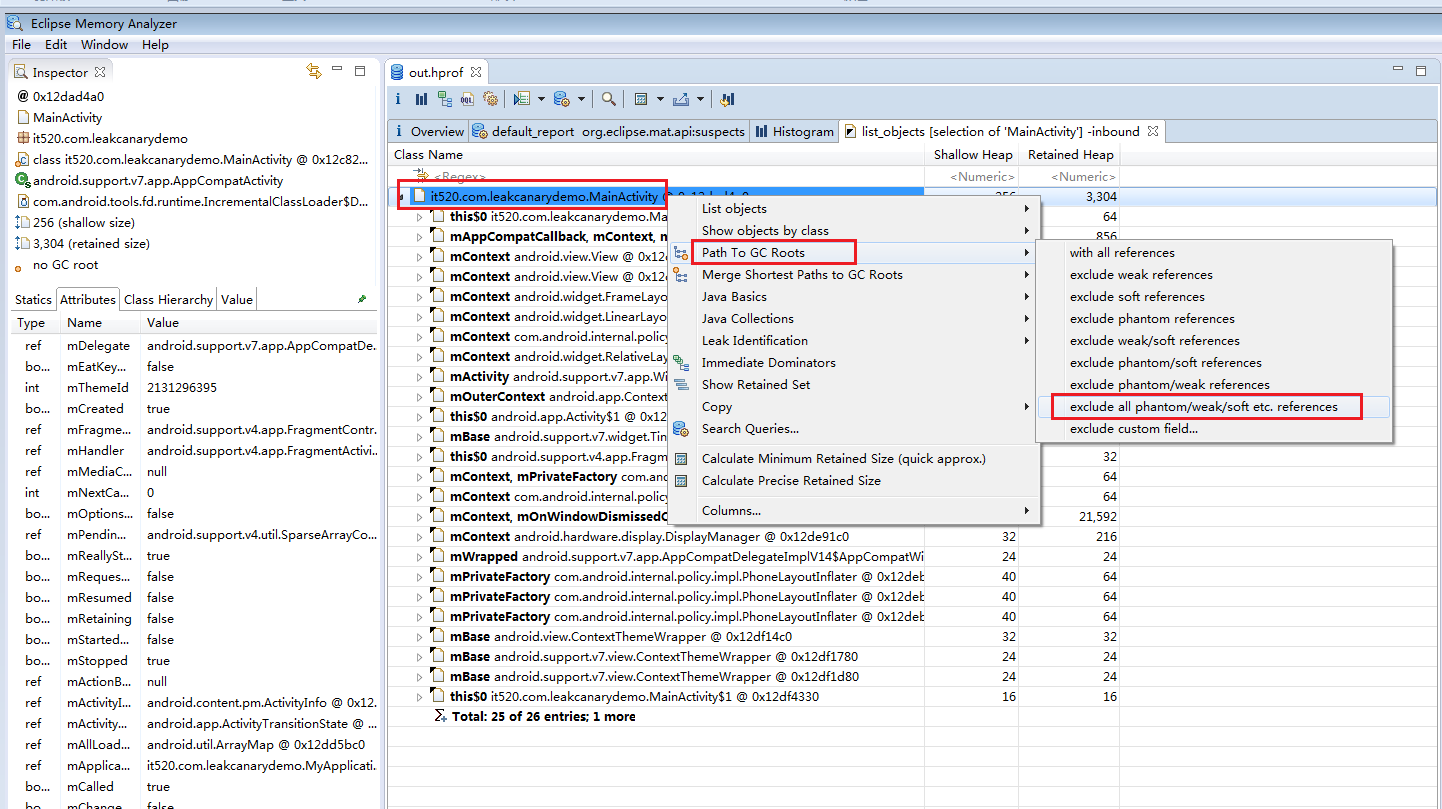 Eclipse Memory Analyzer
File Edit Window Help
Inspector
@ 0x12dad4a0
MainActivity
it520.com.leakcanarydemo
class it520.com.leakcanarydemo.MainActivity @ 0x12c82...
android.support.v7.app.AppCompatActivity
com.android.tools.fd.runtime.IncrementalClassLoader$D...
256 (shallow size)
3,304 (retained size)
no GC root
Statics Attributes Class Hierarchy Value
Type Name Value
ref mDelegate android.support.v7.app.AppCompatDe...
bo... mEatKey... false
int mThemeId 2131296395
bo... mCreated true
ref mFragme... android.support.v4.app.FragmentContr...
ref mHandler android.support.v4.app.FragmentActivi...
ref mMediaC... null
int mNextCa... 0
bo... mOptions... false
ref mPendin... android.support.v4.util.SparseArrayCo...
bo... mReallySt... true
bo... mReques... false
bo... mResumed false
bo... mRetaining false
bo... mStarted... false
bo... mStopped true
ref mActionB... null
ref mActivityI... android.content.pm.ActivityInfo @ 0x12...
ref mActivity... android.app.ActivityTransitionState @ ...
ref mAllLoad... android.util.ArrayMap @ 0x12dd5bc0
ref mApplica... it520.com.leakcanarydemo.MyApplicati...
bo... mCalled true
bo... mChange... false
out.hprof
i OQL
i Overview default_report org.eclipse.mat.api:suspects Histogram list_objects [selection of 'MainActivity'] -inbound
Class Name Shallow Heap Retained Heap
<Regex> <Numeric> <Numeric>
it520.com.leakcanarydemo.MainActivity @ 0x12dad4a0 256 3,304
this$0 it520.com.leakcanarydemo.Ma 64
mAppCompatCallback, mContext, m 856
mContext android.view.View @ 0x12d
mContext android.view.View @ 0x12d
mContext android.widget.FrameLayo
mContext android.widget.LinearLayo
mContext com.android.internal.policy
mContext android.widget.RelativeLay
mActivity android.support.v7.app.Wi
mOuterContext android.app.Context
this$0 android.app.Activity$1 @ 0x12
mBase android.support.v7.widget.Tin
this$0 android.support.v4.app.Fragm 32
mContext, mPrivateFactory com.and 64
mContext com.android.internal.policy 64
mContext, mOnWindowDismissedC 21,592
mContext android.hardware.display.DisplayManager @ 0x12de91c0 32 216
mWrapped android.support.v7.app.AppCompatDelegateImplV14$AppCompatWi 24 24
mPrivateFactory com.android.internal.policy.impl.PhoneLayoutInflater @ 0x12deb 40 64
mPrivateFactory com.android.internal.policy.impl.PhoneLayoutInflater @ 0x12deb 40 64
mPrivateFactory com.android.internal.policy.impl.PhoneLayoutInflater @ 0x12deb 40 64
mBase android.view.ContextThemeWrapper @ 0x12df14c0 32 32
mBase android.support.v7.view.ContextThemeWrapper @ 0x12df1780 24 24
mBase android.support.v7.view.ContextThemeWrapper @ 0x12df1d80 24 24
this$0 it520.com.leakcanarydemo.MainActivity$1 @ 0x12df4330 16 16
Total: 25 of 26 entries; 1 more
List objects
Show objects by class
Path To GC Roots
Merge Shortest Paths to GC Roots
Java Basics
Java Collections
Leak Identification
Immediate Dominators
Show Retained Set
Copy
Search Queries...
Calculate Minimum Retained Size (quick approx.)
Calculate Precise Retained Size
Columns...
with all references
exclude weak references
exclude soft references
exclude phantom references
exclude weak/soft references
exclude phantom/soft references
exclude phantom/weak references
exclude all phantom/weak/soft etc. references
exclude custom field...